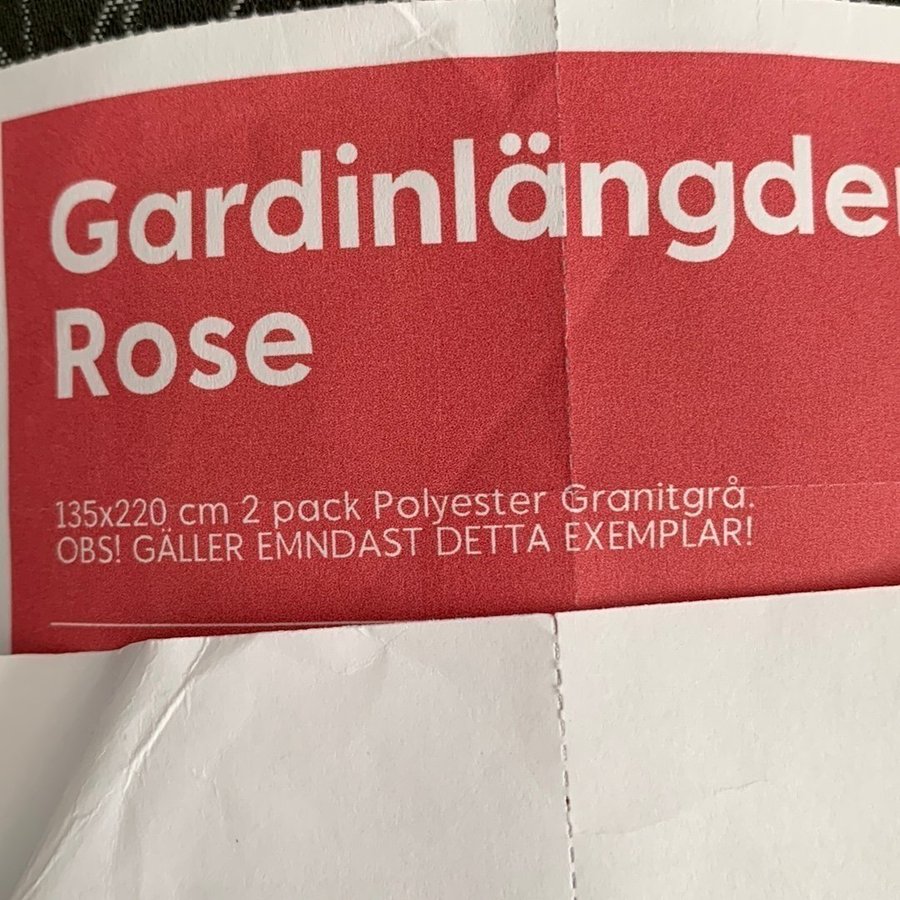 Gardinlängder
Rose
135x220 cm 2 pack Polyester Granitgrå.
OBS! GÄLLER EMNDAST DETTA EXEMPLAR!